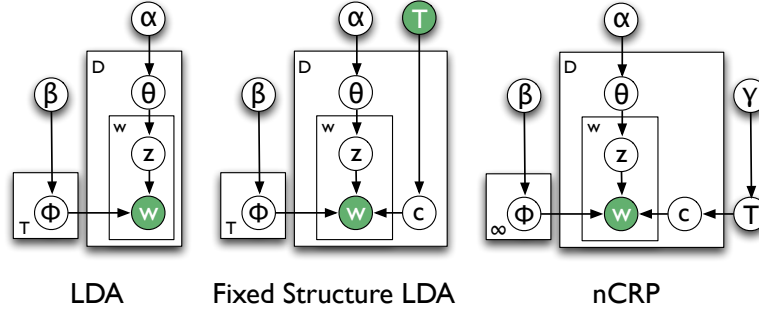 α α T α
D D D
β θ β θ β θ γ
w w w
z z z
Φ w Φ w c Φ w c T
T T ∞
LDA Fixed Structure LDA nCRP